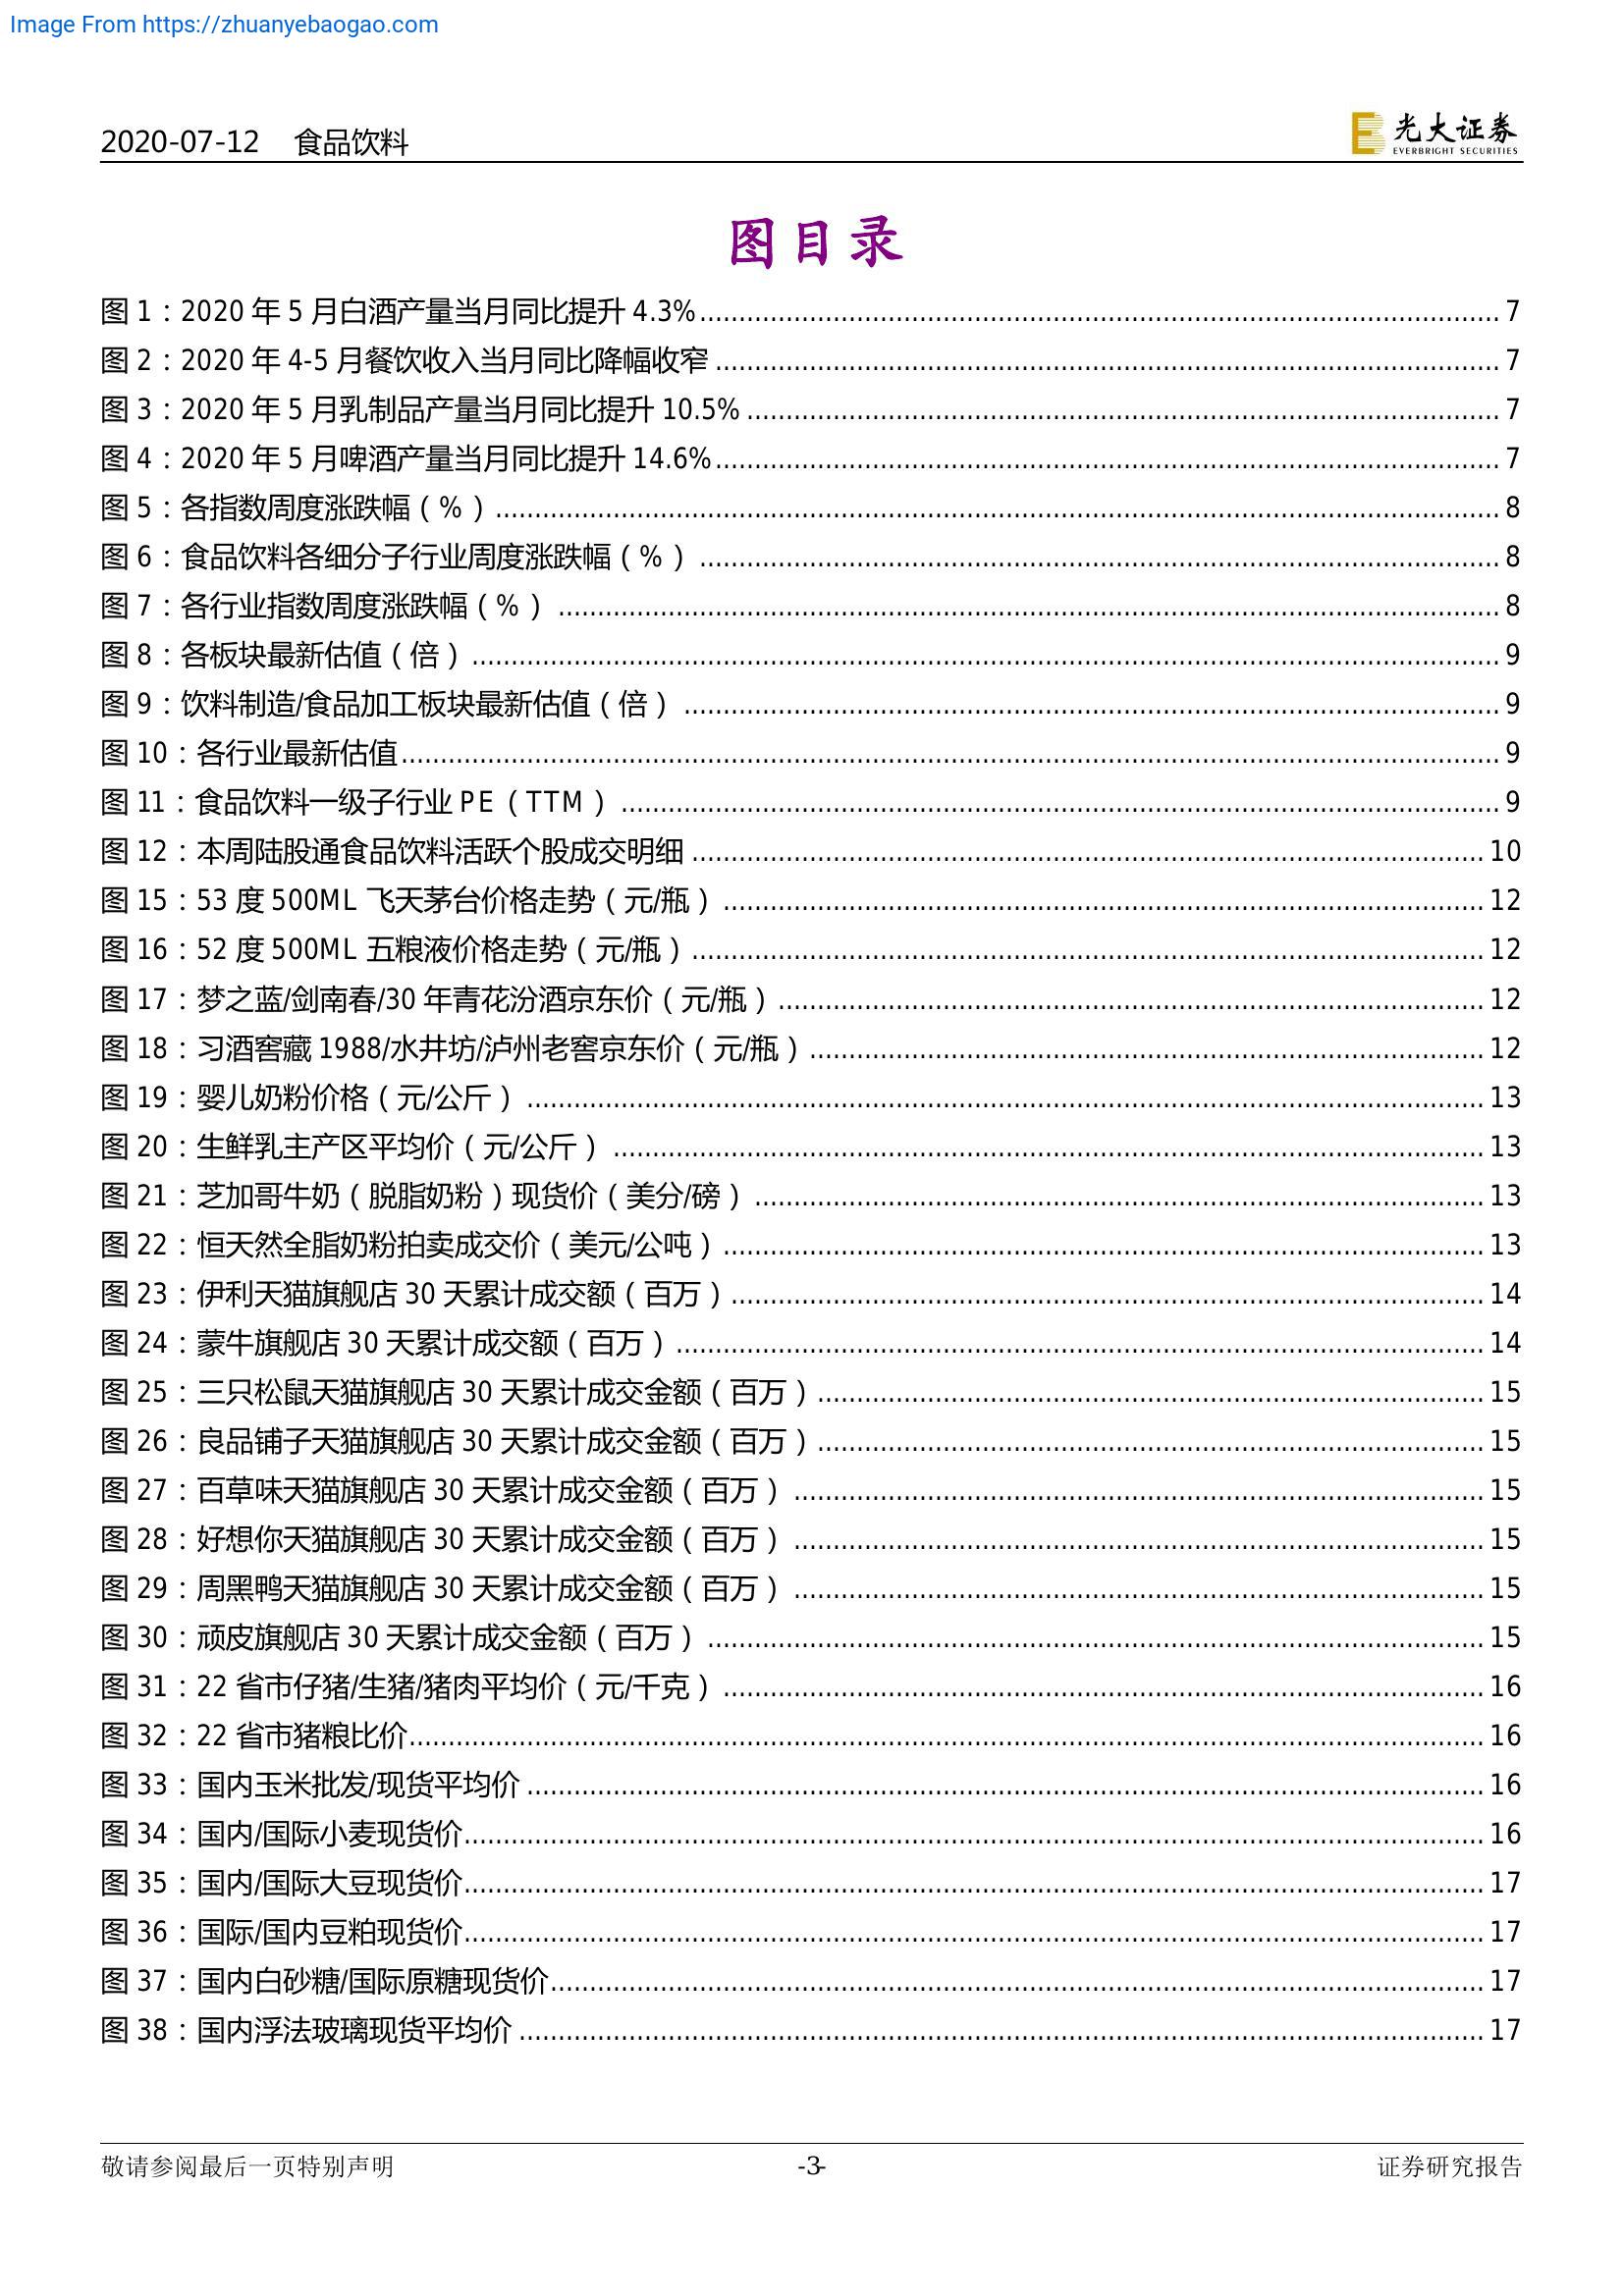 Image From https://zhuanyebaogao.com
2020-07-12 食品饮料
光大证券
EVERBRIGHT SECURITIES
图目录
图 1：2020 年 5 月白酒产量当月同比提升 4.3% 7
图 2：2020 年 4-5 月餐饮收入当月同比降幅收窄 7
图 3：2020 年 5 月乳制品产量当月同比提升 10.5% 7
图 4：2020 年 5 月啤酒产量当月同比提升 14.6% 7
图 5：各指数周度涨跌幅（%） 8
图 6：食品饮料各细分子行业周度涨跌幅（%） 8
图 7：各行业指数周度涨跌幅（%） 8
图 8：各板块最新估值（倍） 9
图 9：饮料制造/食品加工板块最新估值（倍） 9
图 10：各行业最新估值 9
图 11：食品饮料一级子行业 PE（TTM） 9
图 12：本周陆股通食品饮料活跃个股成交明细 10
图 15：53 度 500ML 飞天茅台价格走势（元/瓶） 12
图 16：52 度 500ML 五粮液价格走势（元/瓶） 12
图 17：梦之蓝/剑南春/30 年青花汾酒京东价（元/瓶） 12
图 18：习酒窖藏 1988/水井坊/泸州老窖京东价（元/瓶） 12
图 19：婴儿奶粉价格（元/公斤） 13
图 20：生鲜乳主产区平均价（元/公斤） 13
图 21：芝加哥牛奶（脱脂奶粉）现货价（美分/磅） 13
图 22：恒天然全脂奶粉拍卖成交价（美元/公吨） 13
图 23：伊利天猫旗舰店 30 天累计成交额（百万） 14
图 24：蒙牛旗舰店 30 天累计成交额（百万） 14
图 25：三只松鼠天猫旗舰店 30 天累计成交金额（百万） 15
图 26：良品铺子天猫旗舰店 30 天累计成交金额（百万） 15
图 27：百草味天猫旗舰店 30 天累计成交金额（百万） 15
图 28：好想你天猫旗舰店 30 天累计成交金额（百万） 15
图 29：周黑鸭天猫旗舰店 30 天累计成交金额（百万） 15
图 30：顽皮旗舰店 30 天累计成交金额（百万） 15
图 31：22 省市仔猪/生猪/猪肉平均价（元/千克） 16
图 32：22 省市猪粮比价 16
图 33：国内玉米批发/现货平均价 16
图 34：国内/国际小麦现货价 16
图 35：国内/国际大豆现货价 17
图 36：国际/国内豆粕现货价 17
图 37：国内白砂糖/国际原糖现货价 17
图 38：国内浮法玻璃现货平均价 17
敬请参阅最后一页特别声明 -3- 证券研究报告